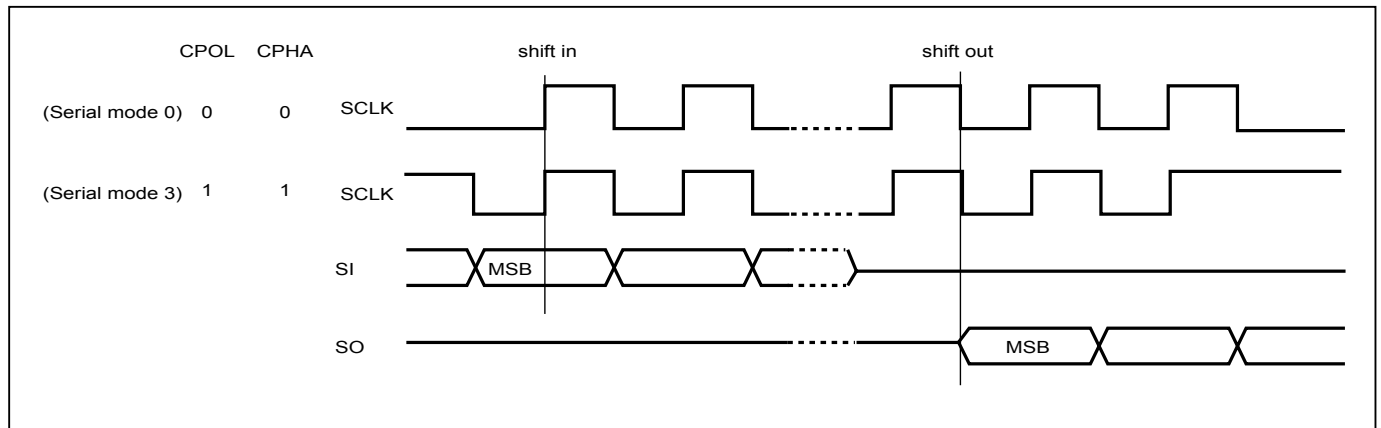 CPOL CPHA shift in shift out
(Serial mode 0) 0 0 SCLK
(Serial mode 3) 1 1 SCLK
SI MSB
SO MSB